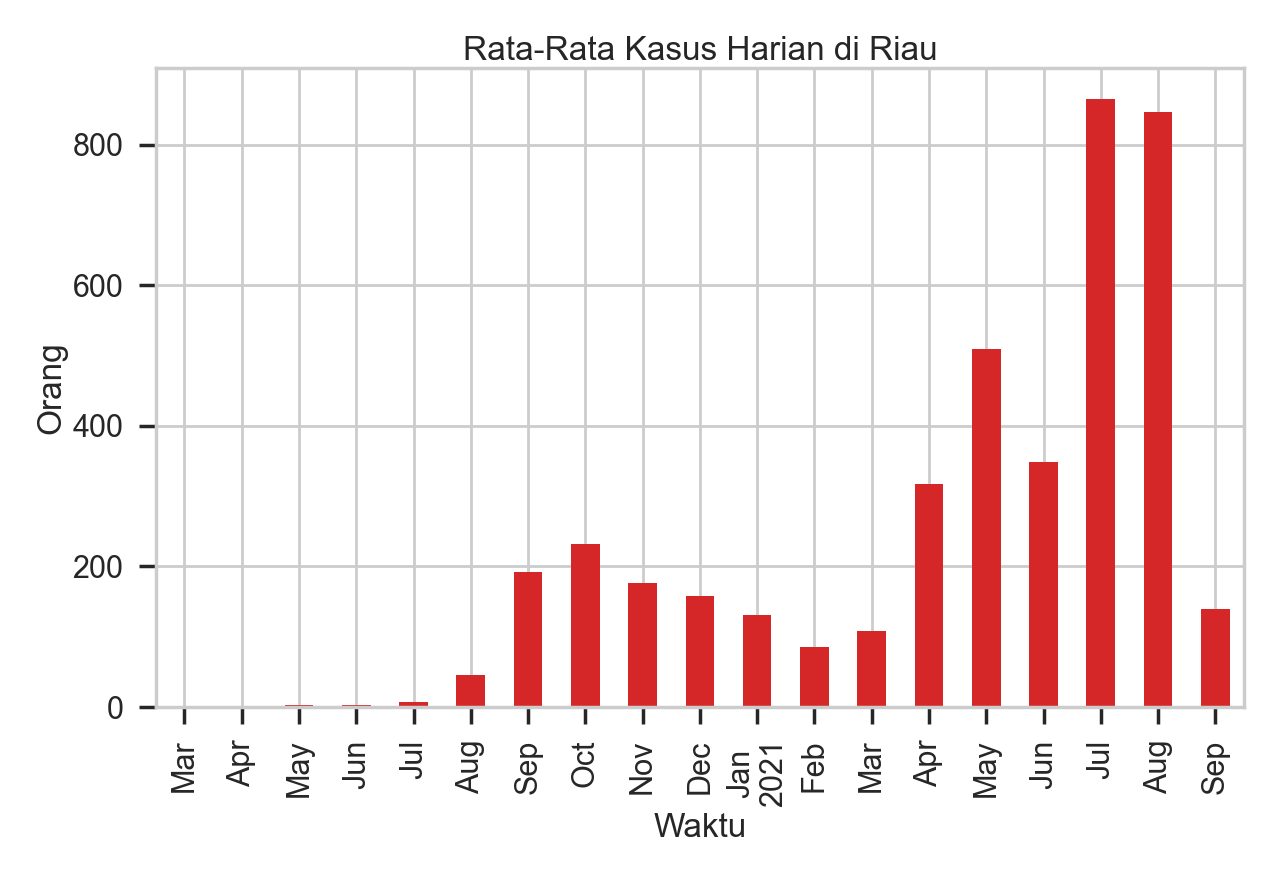 Rata-Rata Kasus Harian di Riau
800
600
400
200
0
Orang
Mar
Apr
May
Jun
Jul
Aug
Sep
Oct
Nov
Dec
Jan
2021
Feb
Mar
Apr
May
Jun
Jul
Aug
Sep
Waktu